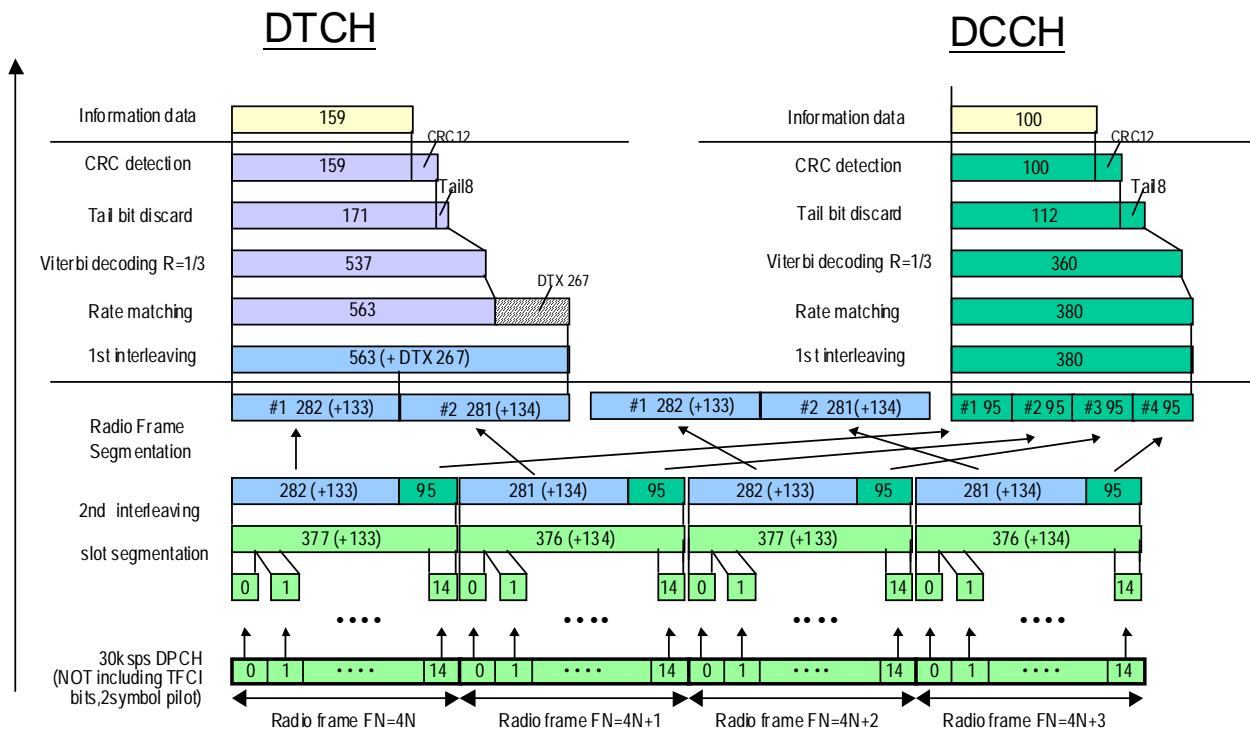 DTCH
DCCH
Information data 159
Information data 100
CRC12
CRC12
CRC detection 159
CRC detection 100
Tail8
Tail8
Tail bit discard 171
Tail bit discard 112
Viterbi decoding R=1/3 537
Viterbi decoding R=1/3 360
DTX 267
Rate matching 563
Rate matching 380
1st interleaving 563 (+ DTX 267)
1st interleaving 380
#1 282 (+133) #2 281(+134) #1 282 (+133) #2 281(+134) #1 95 #2 95 #3 95 #4 95
Radio Frame
Segmentation
282 (+133) 95 281 (+134) 95 282 (+133) 95 281 (+134) 95
2nd interleaving
377 (+133) 376 (+134) 377 (+133) 376 (+134)
slot segmentation
0 1 14 0 1 14 0 1 14 0 1 14
• • • • • • • • • • • • • • • •
30ksps DPCH
(NOT including TFCI
bits,2symbol pilot)
0 1 • • • • 14 0 1 • • • • 14 0 1 • • • • 14 0 1 • • • • 14
Radio frame FN=4N Radio frame FN=4N+1 Radio frame FN=4N+2 Radio frame FN=4N+3